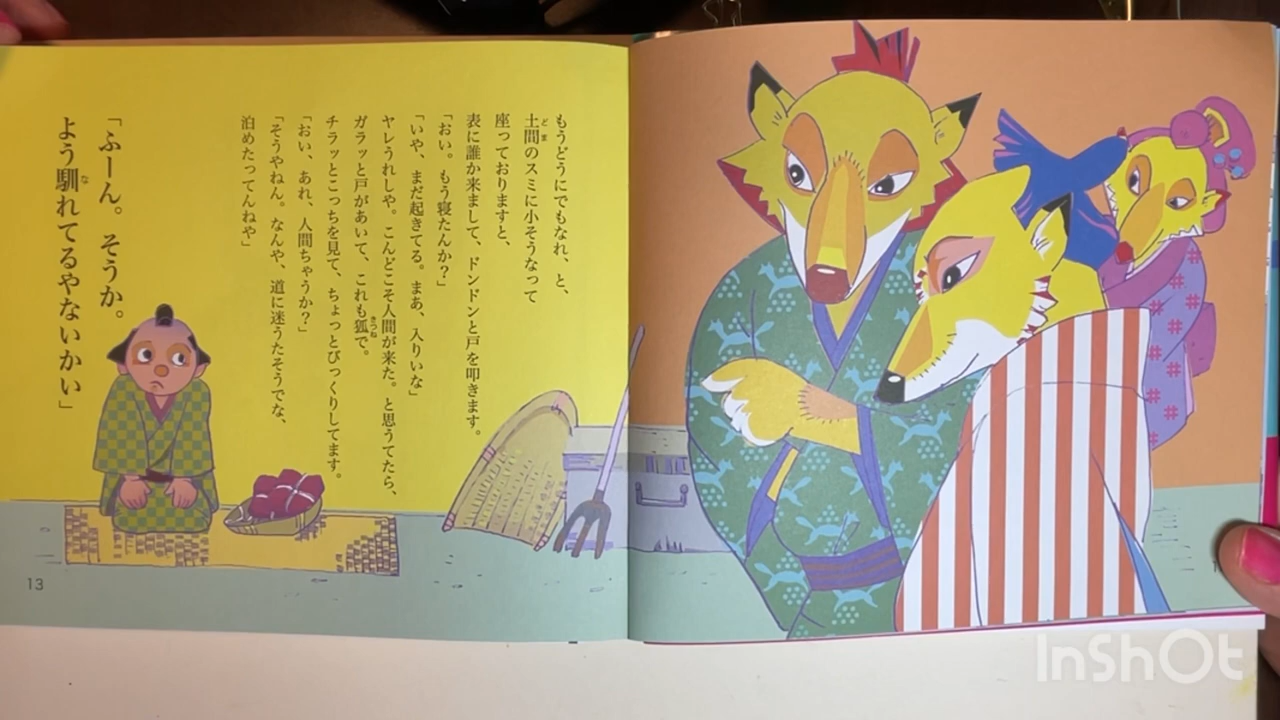 もうどうにでもなれ、と、
土間のスミに小そうなって
座っておりますと、
表に誰か来まして、ドンドンと戸を叩きます。
「おい。もう寝たんか？」
「いや、まだ起きてる。まあ、入りいな」
ヤレうれしや。こんどこそ人間が来た。と思うてたら、
ガラッと戸があいて、これも狐で。
チラッとこっちを見て、ちょっとびっくりしてます。
「おい、あれ、人間ちゃうか？」
「そうやねん。なんや、道に迷うたそうでな、
泊めたってんねや」
「ふーん。そうか。
よう馴れてるやないかい」
13
InShOt